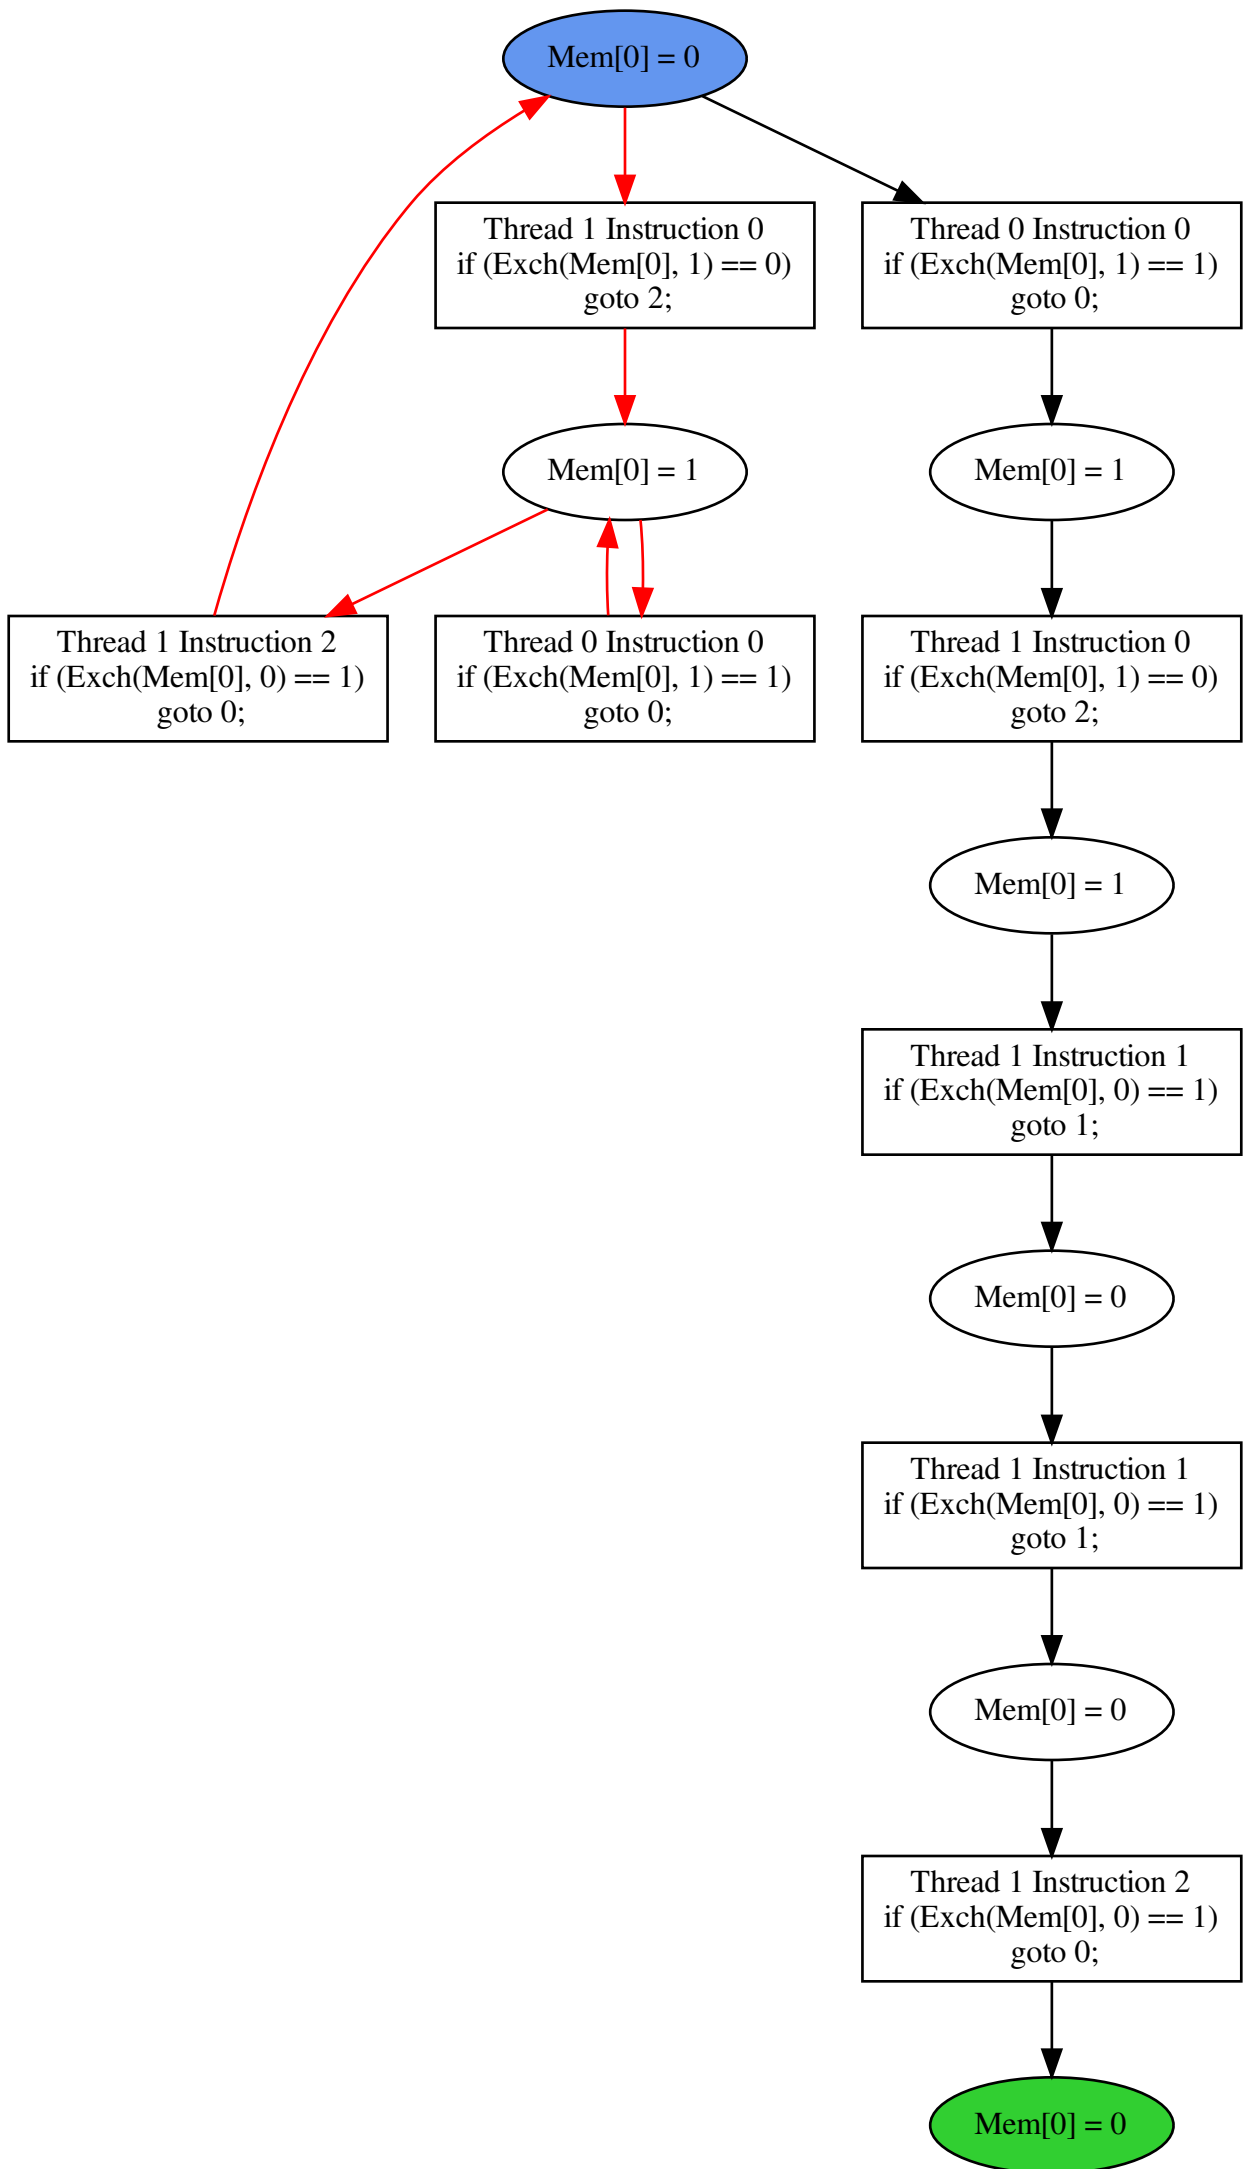 Mem[0] = 0
Thread 1 Instruction 0
if (Exch(Mem[0], 1) == 0)
goto 2;
Thread 0 Instruction 0
if (Exch(Mem[0], 1) == 1)
goto 0;
Mem[0] = 1
Mem[0] = 1
Thread 1 Instruction 2
if (Exch(Mem[0], 0) == 1)
goto 0;
Thread 0 Instruction 0
if (Exch(Mem[0], 1) == 1)
goto 0;
Thread 1 Instruction 0
if (Exch(Mem[0], 1) == 0)
goto 2;
Mem[0] = 1
Thread 1 Instruction 1
if (Exch(Mem[0], 0) == 1)
goto 1;
Mem[0] = 0
Thread 1 Instruction 1
if (Exch(Mem[0], 0) == 1)
goto 1;
Mem[0] = 0
Thread 1 Instruction 2
if (Exch(Mem[0], 0) == 1)
goto 0;
Mem[0] = 0